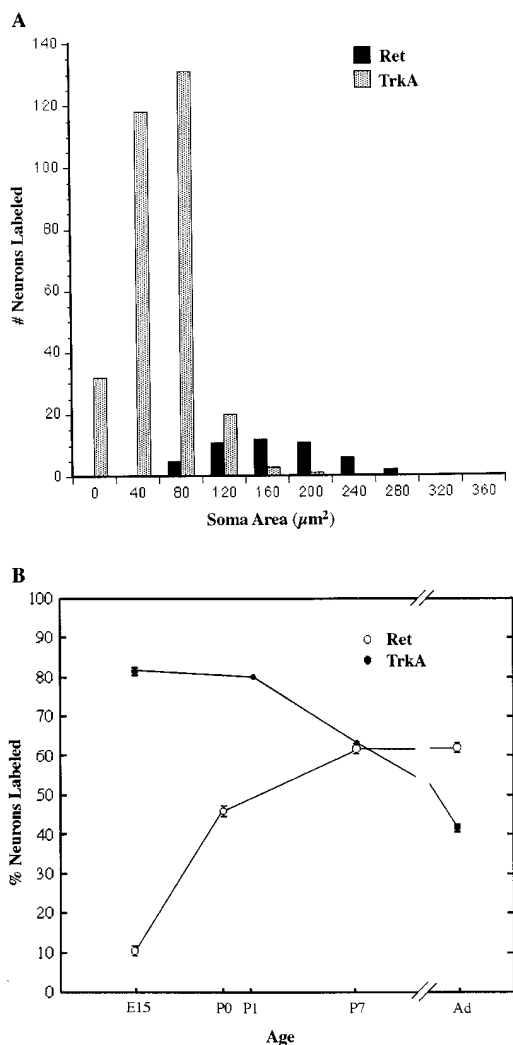 A
Ret
TrkA
140
120
100
80
60
40
20
0
# Neurons Labeled
0 40 80 120 160 200 240 280 320 360
Soma Area (μm²)
B
Ret
TrkA
100
90
80
70
60
50
40
30
20
10
0
% Neurons Labeled
E15 P0 P1 P7 Ad
Age